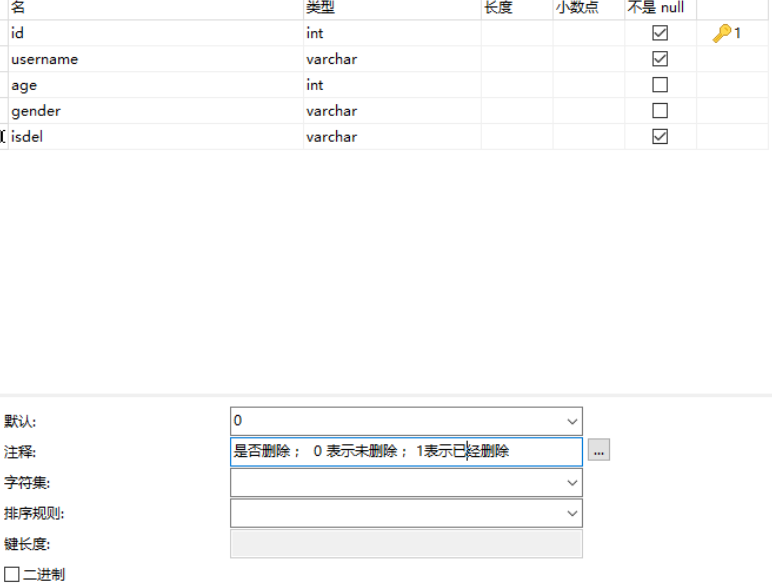 名 类型 长度 小数点 不是 null
id int 1
username varchar
age int
gender varchar
isdel varchar
默认: 0
注释: 是否删除； 0 表示未删除； 1表示已经删除 ...
字符集:
排序规则:
键长度:
二进制